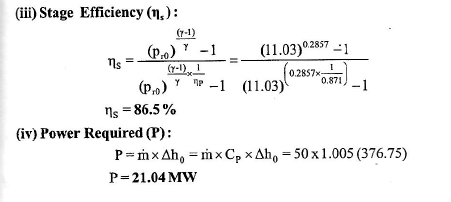 (iii) Stage Efficiency (ηs) :
ηs = (p_r0)^((γ-1)/γ) −1 / (p_r0)^((γ-1)/γ × 1/ηP) −1 = (11.03)^0.2857 −1 / (11.03)^(0.2857× 1/0.871) −1
ηs = 86.5 %
(iv) Power Required (P) :
P = ṁ × Δh₀ = ṁ × C_P × Δh₀ = 50 x 1.005 (376.75)
P = 21.04 MW